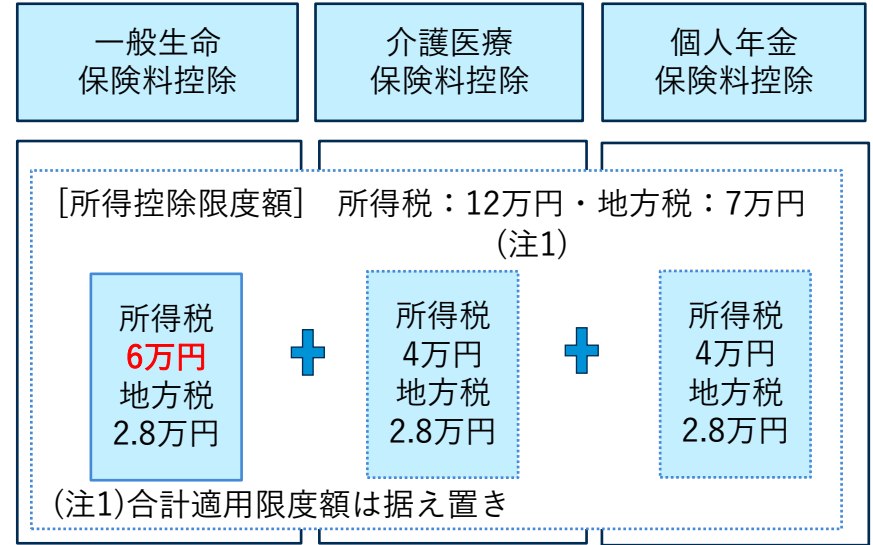 一般生命
保険料控除
介護医療
保険料控除
個人年金
保険料控除
[所得控除限度額]　所得税：12万円・地方税：7万円
(注1)
所得税
6万円
地方税
2.8万円
所得税
4万円
地方税
2.8万円
所得税
4万円
地方税
2.8万円
(注1)合計適用限度額は据え置き